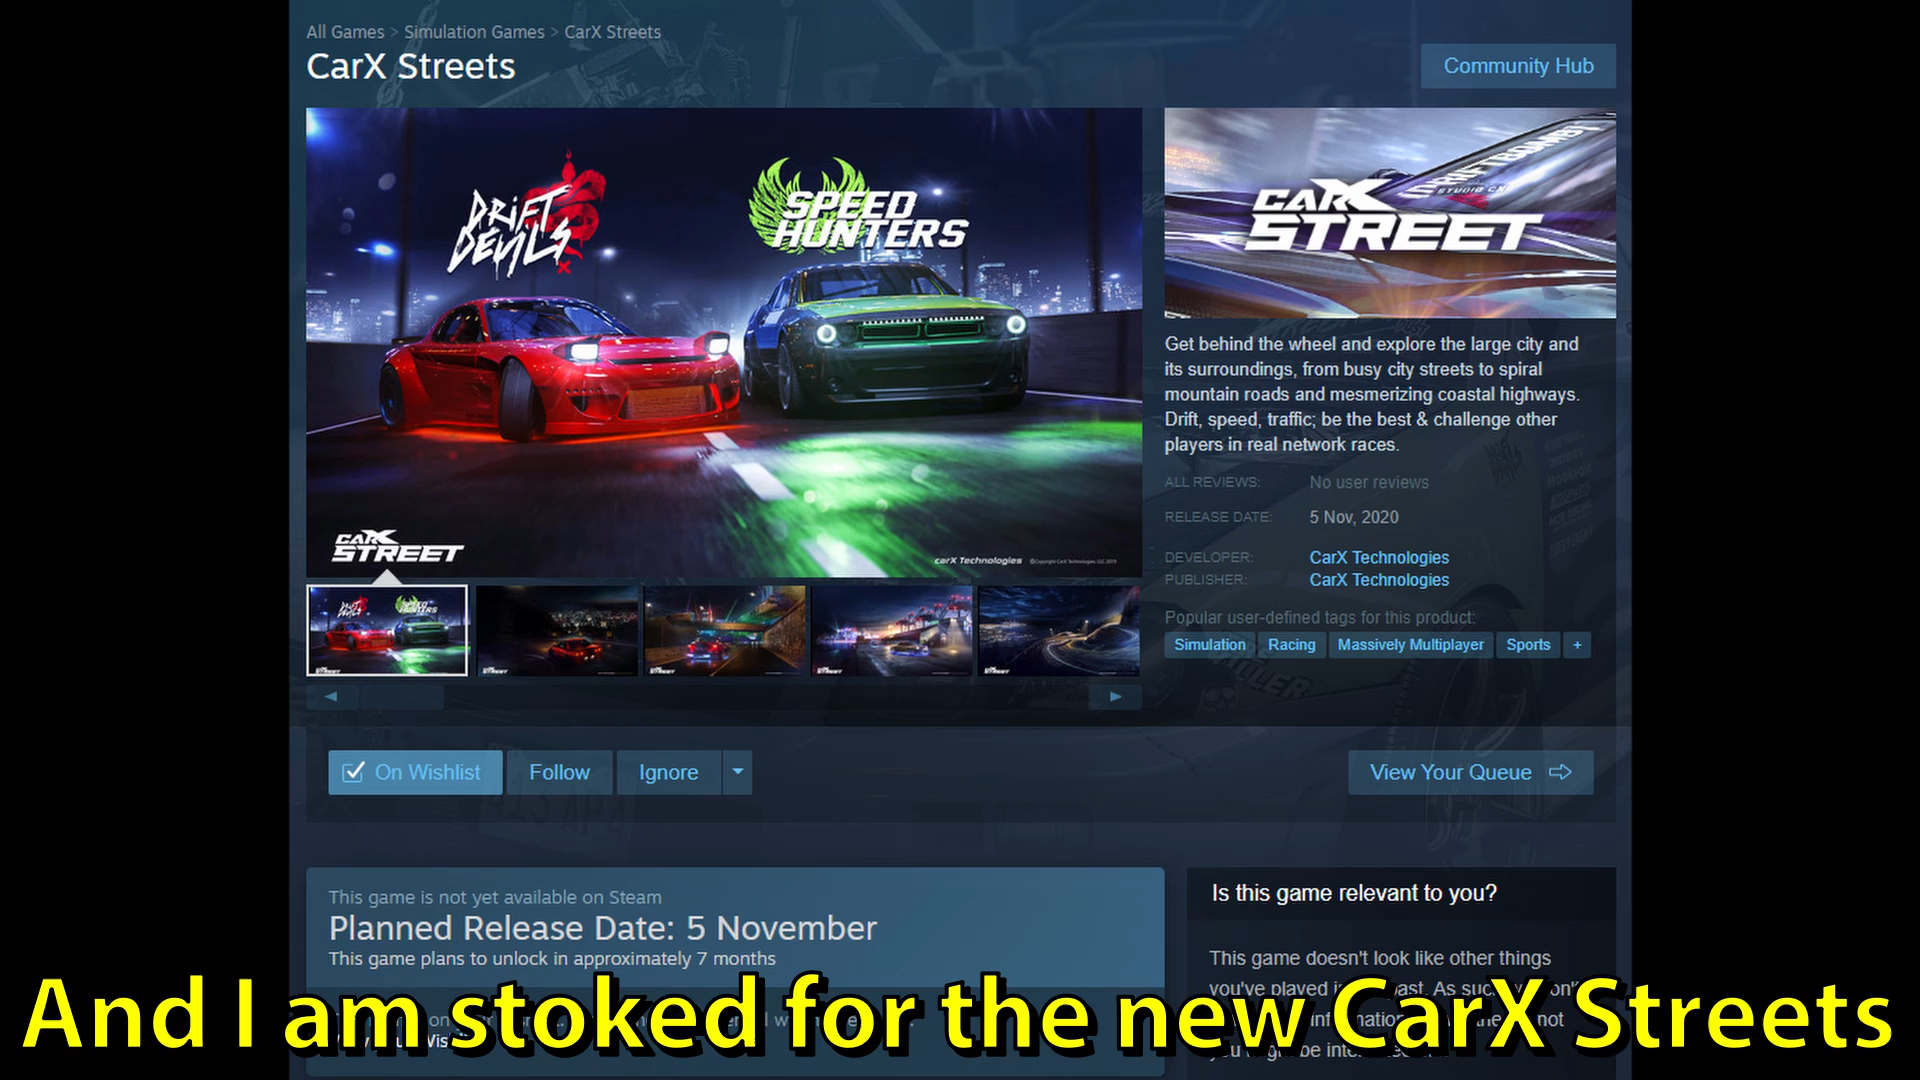 All Games > Simulation Games > CarX Streets
CarX Streets
Community Hub
DRiFT
DEViLS
SPEED
HUNTERS
CARX
STREET
carX Technologies
CARX
STREET
Get behind the wheel and explore the large city and
its surroundings, from busy city streets to spiral
mountain roads and mesmerizing coastal highways.
Drift, speed, traffic; be the best & challenge other
players in real network races.
ALL REVIEWS: No user reviews
RELEASE DATE: 5 Nov, 2020
DEVELOPER: CarX Technologies
PUBLISHER: CarX Technologies
Popular user-defined tags for this product:
Simulation Racing Massively Multiplayer Sports +
On Wishlist Follow Ignore
View Your Queue
This game is not yet available on Steam
Planned Release Date: 5 November
This game plans to unlock in approximately 7 months
Is this game relevant to you?
This game doesn't look like other things
you've played
And I am stoked for the new CarX Streets